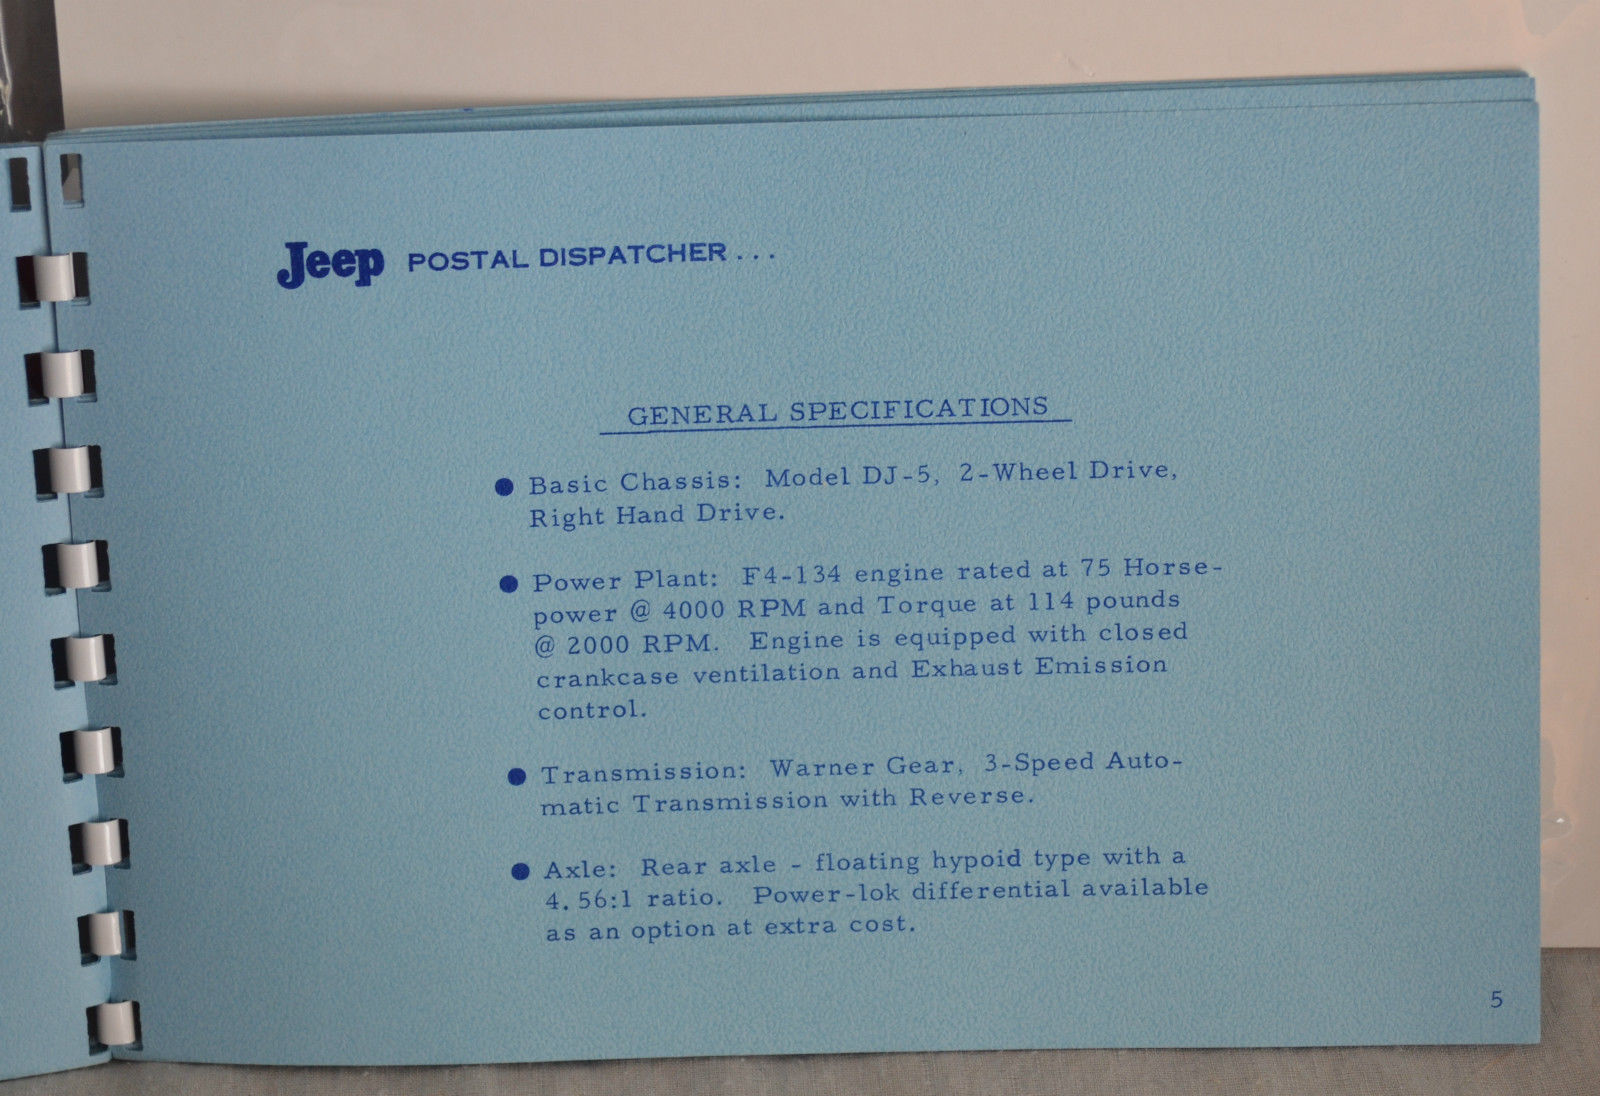 Jeep POSTAL DISPATCHER...
GENERAL SPECIFICATIONS
● Basic Chassis: Model DJ-5, 2-Wheel Drive,
Right Hand Drive.
● Power Plant: F4-134 engine rated at 75 Horse-
power @ 4000 RPM and Torque at 114 pounds
@ 2000 RPM. Engine is equipped with closed
crankcase ventilation and Exhaust Emission
control.
● Transmission: Warner Gear, 3-Speed Auto-
matic Transmission with Reverse.
● Axle: Rear axle - floating hypoid type with a
4.56:1 ratio. Power-lok differential available
as an option at extra cost.
5